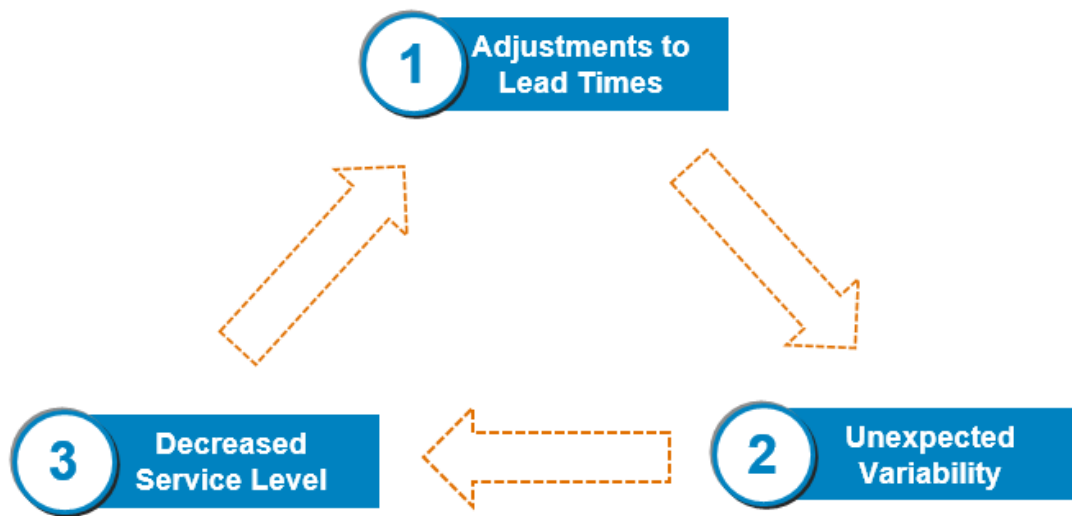 1
Adjustments to
Lead Times
2
Unexpected
Variability
3
Decreased
Service Level